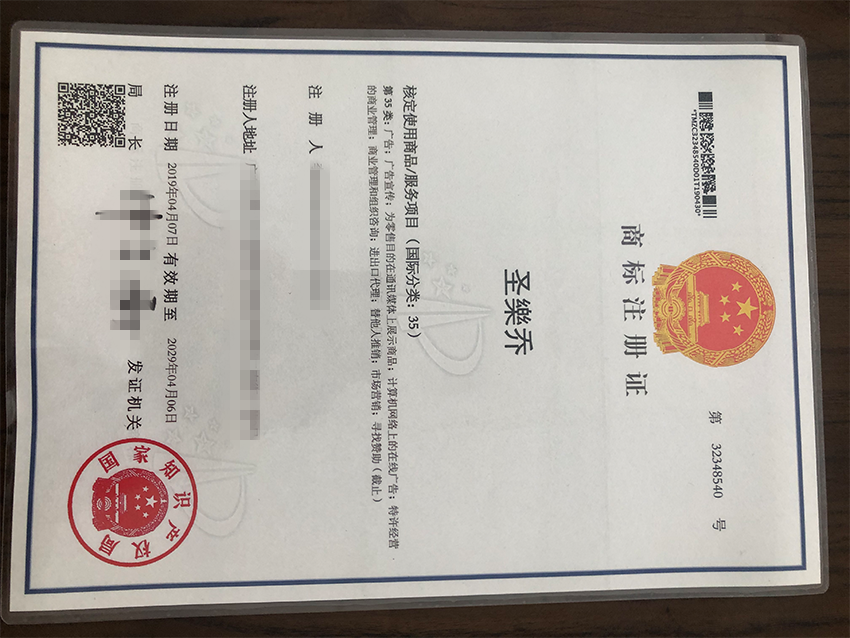 *TMZC32348540D01T190430*
第 32348540 号
商标注册证
圣樂乔
核定使用商品/服务项目（国际分类：35）
第35类：广告；广告宣传；为零售目的在通讯媒体上展示商品；计算机网络上的在线广告；特许经营
的商业管理；商业管理和组织咨询；进出口代理；替他人推销；市场营销；寻找赞助（截止）
注册人
注册人地址 广
注册日期 2019年04月07日 有效期至 2029年04月06日
局长 发证机关
国家知识产权局